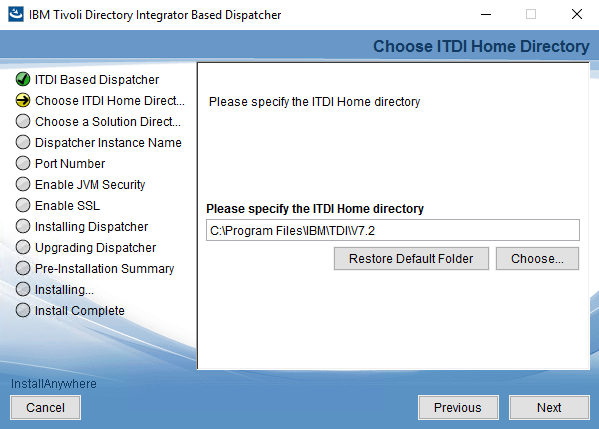 IBM Tivoli Directory Integrator Based Dispatcher
Choose ITDI Home Directory
ITDI Based Dispatcher
Choose ITDI Home Direct...
Choose a Solution Direct...
Dispatcher Instance Name
Port Number
Enable JVM Security
Enable SSL
Installing Dispatcher
Upgrading Dispatcher
Pre-Installation Summary
Installing...
Install Complete
Please specify the ITDI Home directory
Please specify the ITDI Home directory
C:\Program Files\IBM\TDI\V7.2
Restore Default Folder
Choose...
InstallAnywhere
Cancel
Previous
Next